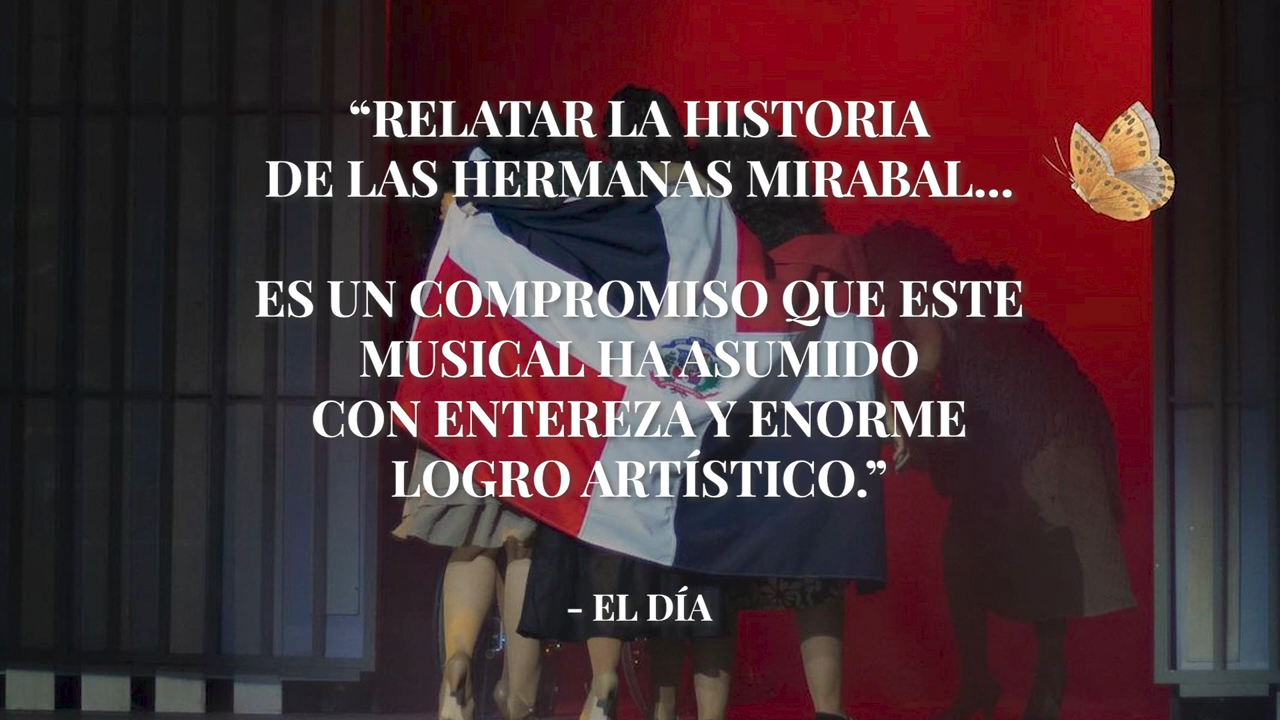 “RELATAR LA HISTORIA
DE LAS HERMANAS MIRABAL...
ES UN COMPROMISO QUE ESTE
MUSICAL HA ASUMIDO
CON ENTEREZA Y ENORME
LOGRO ARTÍSTICO.”
- EL DÍA